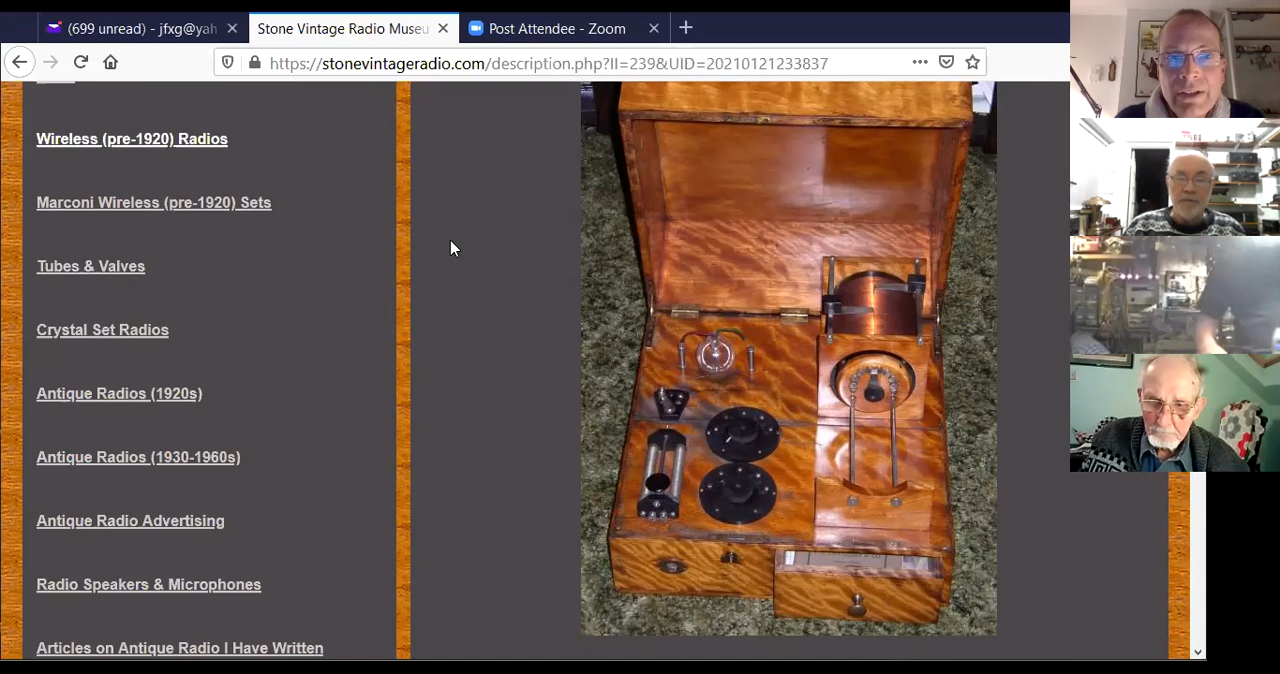 (699 unread) - jfxg@yah
Stone Vintage Radio Museu
Post Attendee - Zoom
https://stonevintageradio.com/description.php?II=239&UID=20210121233837
Wireless (pre-1920) Radios
Marconi Wireless (pre-1920) Sets
Tubes & Valves
Crystal Set Radios
Antique Radios (1920s)
Antique Radios (1930-1960s)
Antique Radio Advertising
Radio Speakers & Microphones
Articles on Antique Radio I Have Written